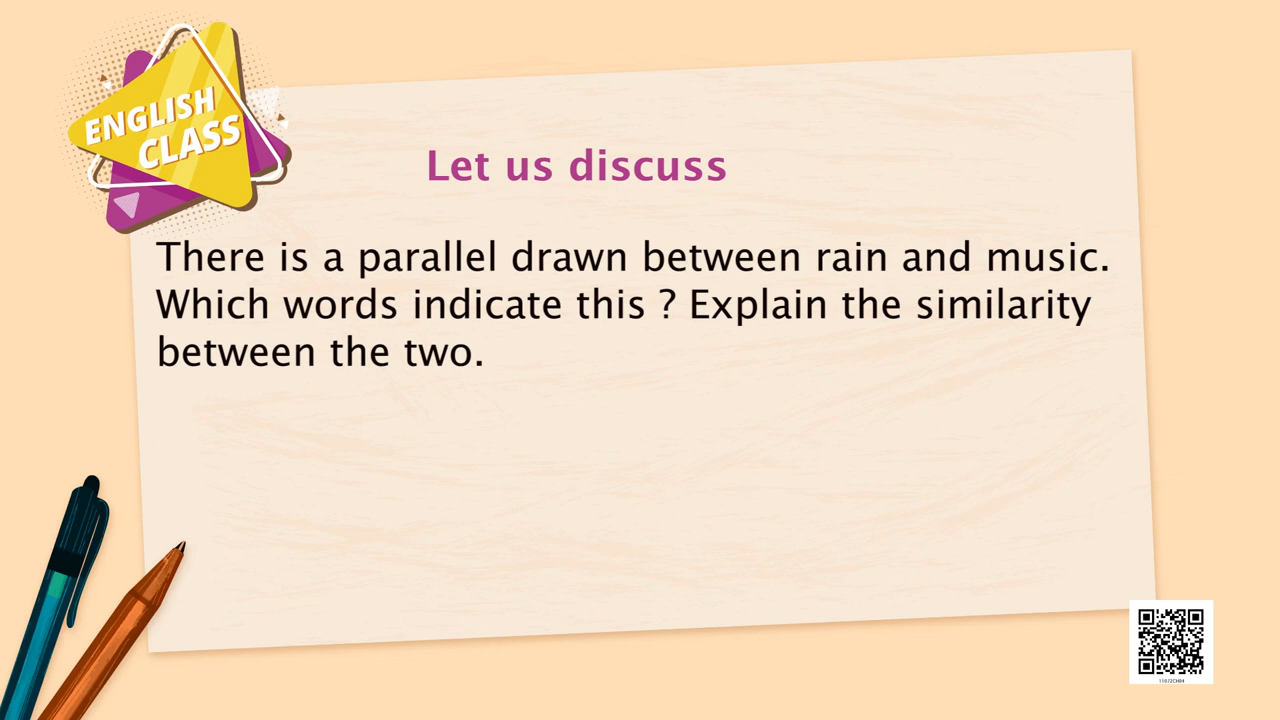 ENGLISH
CLASS
Let us discuss
There is a parallel drawn between rain and music.
Which words indicate this ? Explain the similarity
between the two.
11072CH04